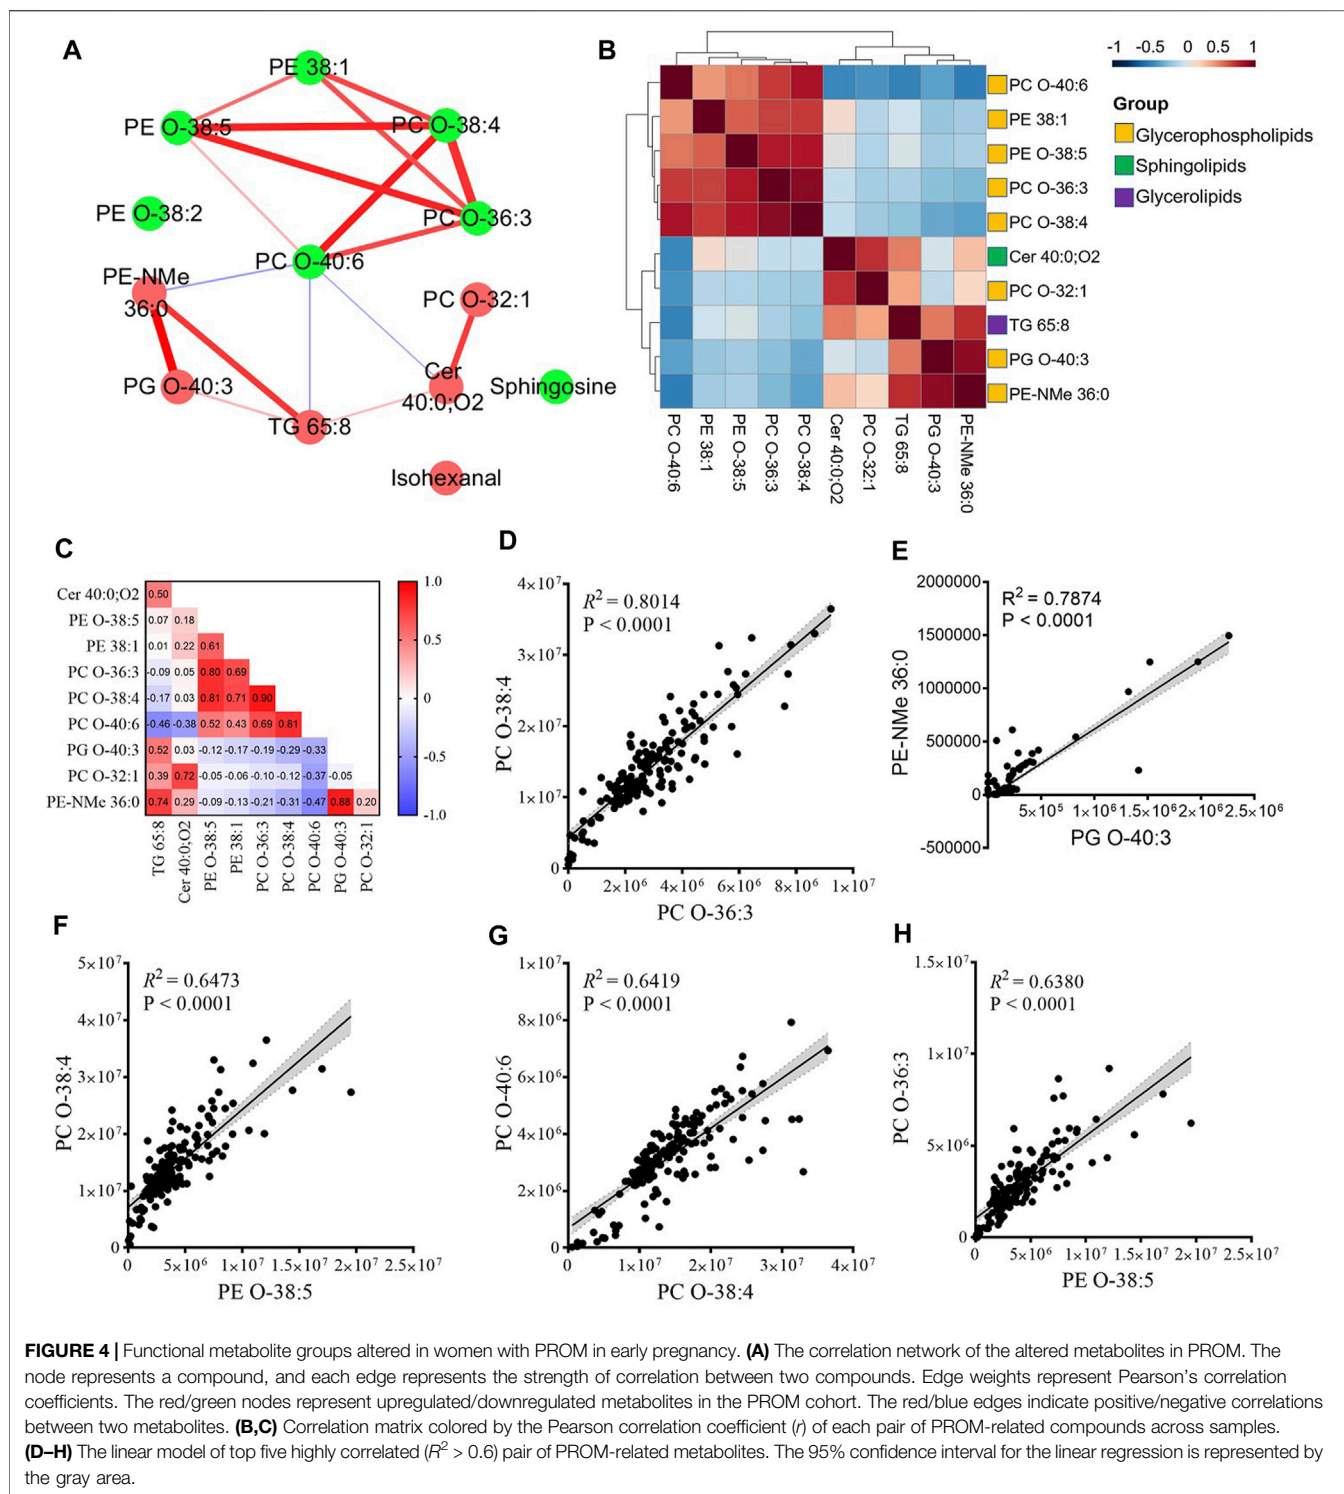 A
PE 38:1
PE O-38:5
PC O-38:4
PE O-38:2
PC O-36:3
PC O-40:6
PE-NMe
36:0
PC O-32:1
PG O-40:3
Cer
40:0;O2
Sphingosine
TG 65:8
Isohexanal
B
-1 -0.5 0 0.5 1
Group
Glycerophospholipids
Sphingolipids
Glycerolipids
PC O-40:6
PE 38:1
PE O-38:5
PC O-36:3
PC O-38:4
Cer 40:0;O2
PC O-32:1
TG 65:8
PG O-40:3
PE-NMe 36:0
PC O-40:6
PE 38:1
PE O-38:5
PC O-36:3
PC O-38:4
Cer 40:0;O2
PC O-32:1
TG 65:8
PG O-40:3
PE-NMe 36:0
C
Cer 40:0;O2 0.50
PE O-38:5 0.07 0.18
PE 38:1 0.01 0.22 0.61
PC O-36:3 -0.09 0.05 0.80 0.69
PC O-38:4 -0.17 0.03 0.81 0.71 0.90
PC O-40:6 -0.46 -0.38 0.52 0.43 0.69 0.81
PG O-40:3 0.52 0.03 -0.12 -0.17 -0.19 -0.29 -0.33
PC O-32:1 0.39 0.72 -0.05 -0.06 -0.10 -0.12 -0.37 -0.05
PE-NMe 36:0 0.74 0.29 -0.09 -0.13 -0.21 -0.31 -0.47 0.88 0.20
TG 65:8
Cer 40:0;O2
PE O-38:5
PE 38:1
PC O-36:3
PC O-38:4
PC O-40:6
PG O-40:3
PC O-32:1
1.0
0.5
0
-0.5
-1.0
D
R² = 0.8014
P < 0.0001
PC O-38:4
4×10⁷
3×10⁷
2×10⁷
1×10⁷
0
0 2×10⁶ 4×10⁶ 6×10⁶ 8×10⁶ 1×10⁷
PC O-36:3
E
R² = 0.7874
P < 0.0001
PE-NMe 36:0
2000000
1500000
1000000
500000
0
-500000
5×10⁵ 1×10⁶ 1.5×10⁶ 2×10⁶ 2.5×10⁶
PG O-40:3
F
R² = 0.6473
P < 0.0001
PC O-38:4
5×10⁷
4×10⁷
3×10⁷
2×10⁷
1×10⁷
0
0 5×10⁶ 1×10⁷ 1.5×10⁷ 2×10⁷ 2.5×10⁷
PE O-38:5
G
R² = 0.6419
P < 0.0001
PC O-40:6
1×10⁷
8×10⁶
6×10⁶
4×10⁶
2×10⁶
0
0 1×10⁷ 2×10⁷ 3×10⁷ 4×10⁷
PC O-38:4
H
R² = 0.6380
P < 0.0001
PC O-36:3
1.5×10⁷
1×10⁷
5×10⁶
0
0 5×10⁶ 1×10⁷ 1.5×10⁷ 2×10⁷ 2.5×10⁷
PE O-38:5
FIGURE 4 | Functional metabolite groups altered in women with PROM in early pregnancy. (A) The correlation network of the altered metabolites in PROM. The
node represents a compound, and each edge represents the strength of correlation between two compounds. Edge weights represent Pearson's correlation
coefficients. The red/green nodes represent upregulated/downregulated metabolites in the PROM cohort. The red/blue edges indicate positive/negative correlations
between two metabolites. (B,C) Correlation matrix colored by the Pearson correlation coefficient (r) of each pair of PROM-related compounds across samples.
(D–H) The linear model of top five highly correlated (R² > 0.6) pair of PROM-related metabolites. The 95% confidence interval for the linear regression is represented by
the gray area.